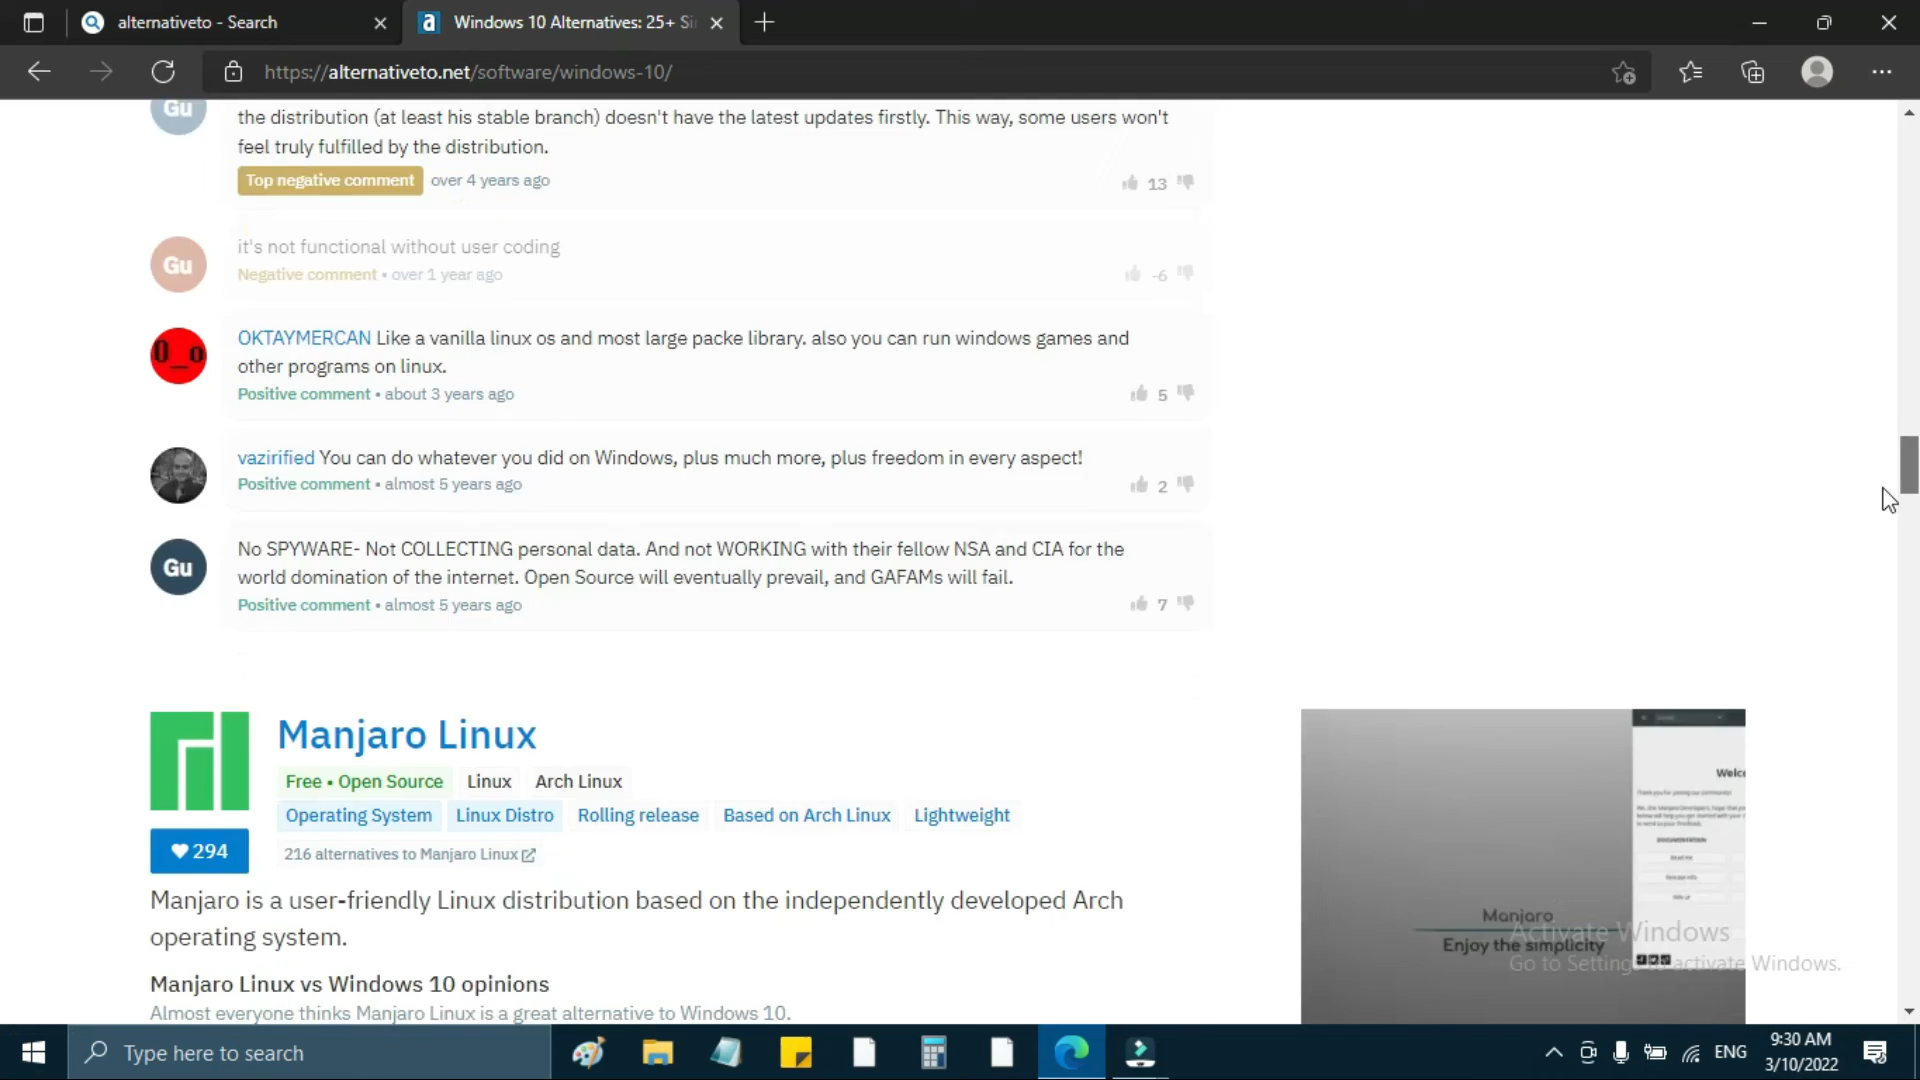 alternativeto - Search
Windows 10 Alternatives: 25+ Si
https://alternativeto.net/software/windows-10/
Gu
the distribution (at least his stable branch) doesn't have the latest updates firstly. This way, some users won't
feel truly fulfilled by the distribution.
Top negative comment over 4 years ago
13
Gu
it's not functional without user coding
Negative comment • over 1 year ago
-6
OKTAYMERCAN Like a vanilla linux os and most large packe library. also you can run windows games and
other programs on linux.
Positive comment • about 3 years ago
5
vazirified You can do whatever you did on Windows, plus much more, plus freedom in every aspect!
Positive comment • almost 5 years ago
2
Gu
No SPYWARE- Not COLLECTING personal data. And not WORKING with their fellow NSA and CIA for the
world domination of the internet. Open Source will eventually prevail, and GAFAMs will fail.
Positive comment • almost 5 years ago
7
Manjaro Linux
Free • Open Source Linux Arch Linux
Operating System Linux Distro Rolling release Based on Arch Linux Lightweight
294
216 alternatives to Manjaro Linux
Manjaro is a user-friendly Linux distribution based on the independently developed Arch
operating system.
Manjaro Linux vs Windows 10 opinions
Almost everyone thinks Manjaro Linux is a great alternative to Windows 10.
Welco
Manjaro
Enjoy the simplicity
Activate Windows
Go to Settings to activate Windows.
Type here to search
ENG
9:30 AM
3/10/2022